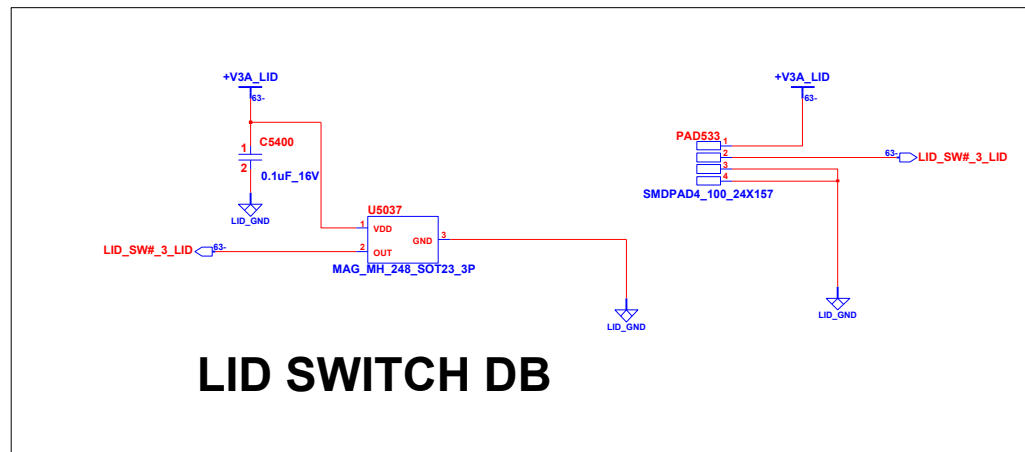 +V3A_LID
63-
C5400
1
2
0.1uF_16V
LID_GND
U5037
1
VDD
GND
3
LID_SW#_3_LID
63-
2
OUT
MAG_MH_248_SOT23_3P
LID_GND
+V3A_LID
63-
PAD533
1
2
63-
LID_SW#_3_LID
3
4
SMDPAD4_100_24X157
LID_GND
LID SWITCH DB